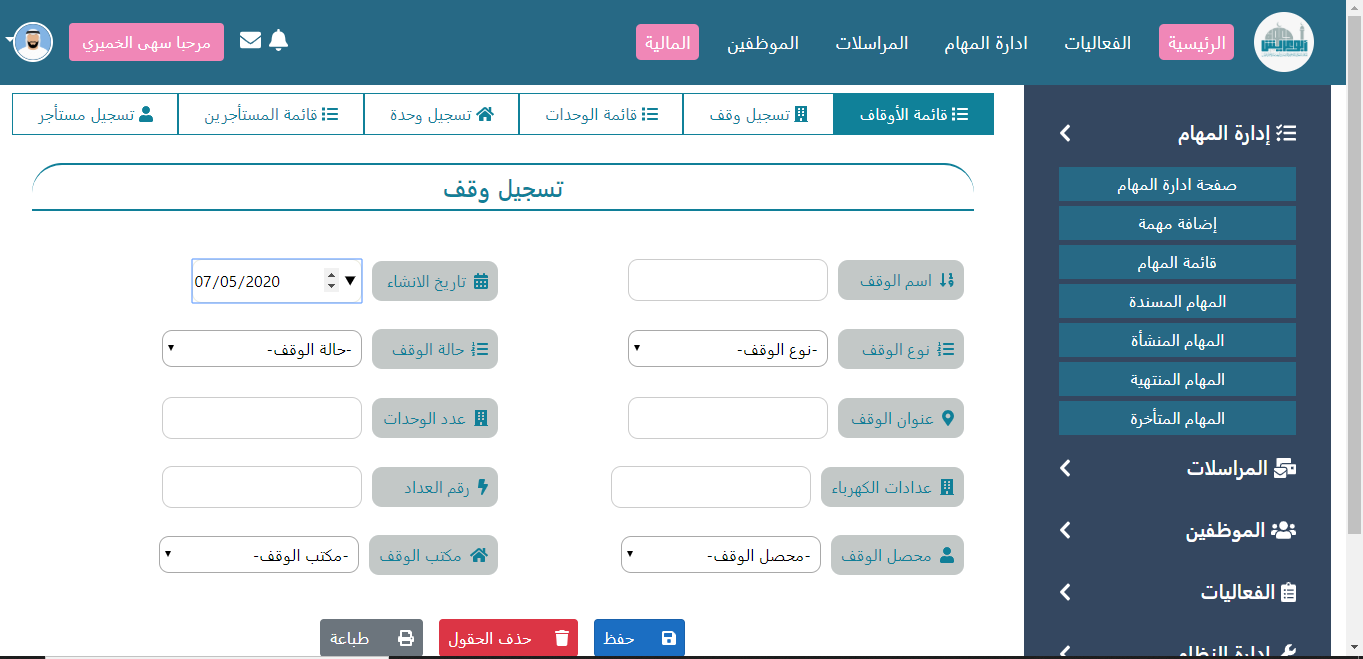 الرئيسية
الفعاليات
ادارة المهام
المراسلات
الموظفين
المالية
مرحبا سهى الخميري
إدارة المهام
صفحة ادارة المهام
إضافة مهمة
قائمة المهام
المهام المسندة
المهام المنشأة
المهام المنتهية
المهام المتأخرة
المراسلات
الموظفين
الفعاليات
إدارة النظام
قائمة الأوقاف
تسجيل وقف
قائمة الوحدات
تسجيل وحدة
قائمة المستأجرين
تسجيل مستأجر
تسجيل وقف
اسم الوقف
تاريخ الانشاء
07/05/2020
نوع الوقف
-نوع الوقف-
حالة الوقف
-حالة الوقف-
عنوان الوقف
عدد الوحدات
عدادات الكهرباء
رقم العداد
محصل الوقف
-محصل الوقف-
مكتب الوقف
-مكتب الوقف-
حفظ
حذف الحقول
طباعة